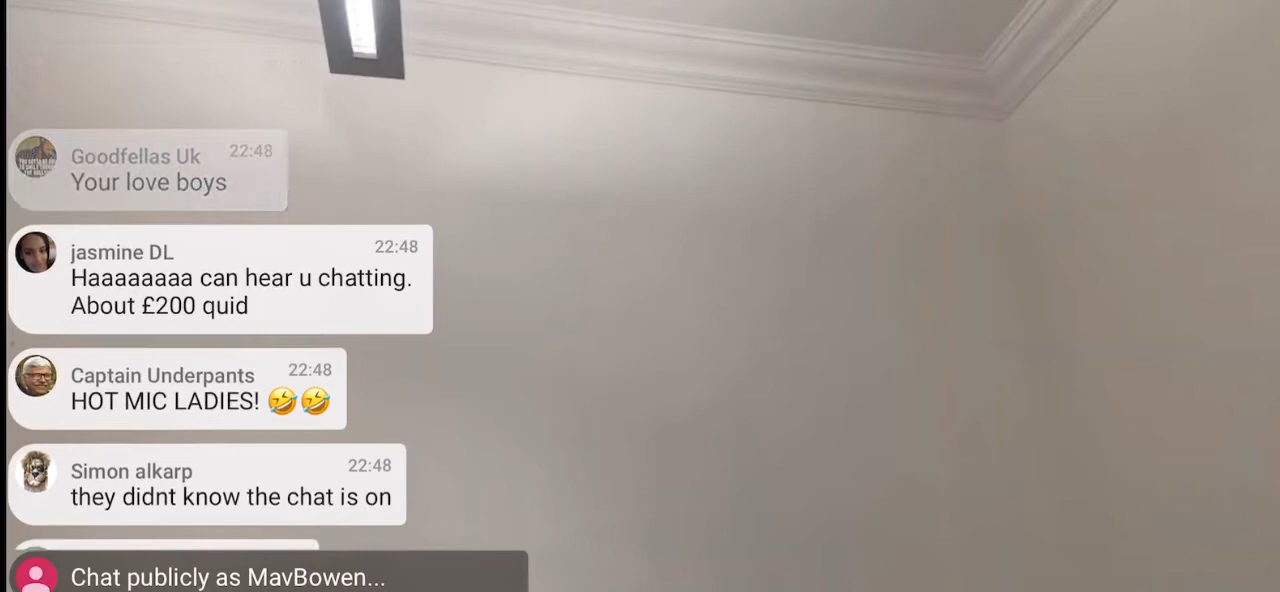 Goodfellas Uk 22:48
Your love boys
jasmine DL 22:48
Haaaaaaaa can hear u chatting.
About £200 quid
Captain Underpants 22:48
HOT MIC LADIES! 🤣🤣
Simon alkarp 22:48
they didnt know the chat is on
Chat publicly as MavBowen...